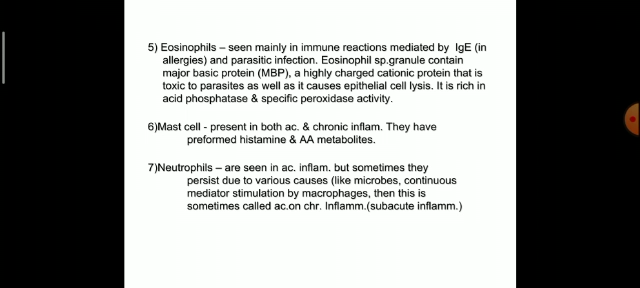 5) Eosinophils – seen mainly in immune reactions mediated by IgE (in
allergies) and parasitic infection. Eosinophil sp.granule contain
major basic protein (MBP), a highly charged cationic protein that is
toxic to parasites as well as it causes epithelial cell lysis. It is rich in
acid phosphatase & specific peroxidase activity.
6)Mast cell - present in both ac. & chronic inflam. They have
preformed histamine & AA metabolites.
7)Neutrophils – are seen in ac. inflam. but sometimes they
persist due to various causes (like microbes, continuous
mediator stimulation by macrophages, then this is
sometimes called ac.on chr. Inflamm.(subacute inflamm.)